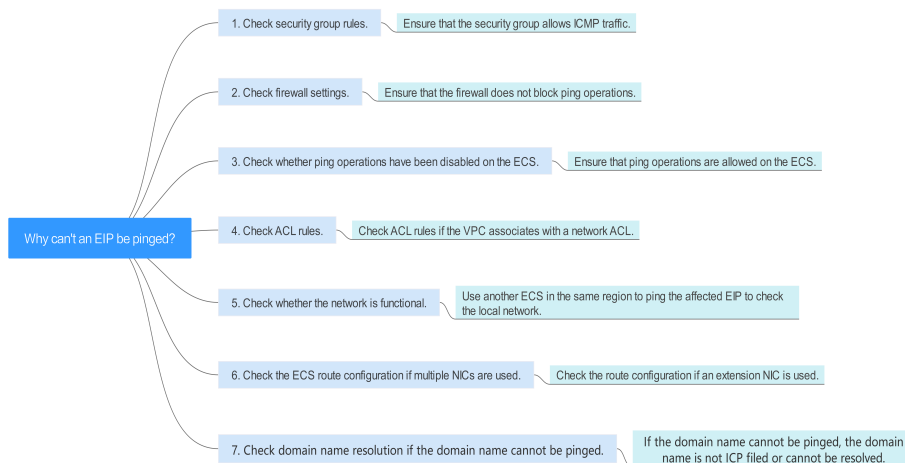 1. Check security group rules.
Ensure that the security group allows ICMP traffic.
2. Check firewall settings.
Ensure that the firewall does not block ping operations.
3. Check whether ping operations have been disabled on the ECS.
Ensure that ping operations are allowed on the ECS.
Why can't an EIP be pinged?
4. Check ACL rules.
Check ACL rules if the VPC associates with a network ACL.
5. Check whether the network is functional.
Use another ECS in the same region to ping the affected EIP to check
the local network.
6. Check the ECS route configuration if multiple NICs are used.
Check the route configuration if an extension NIC is used.
7. Check domain name resolution if the domain name cannot be pinged.
If the domain name cannot be pinged, the domain
name is not ICP filed or cannot be resolved.